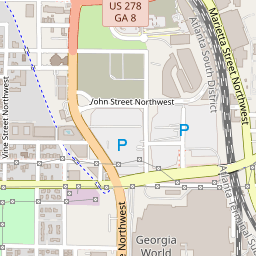 US 278
GA 8
Marietta Street Northwest
Atlanta South District
John Street Northwest
Vine Street Northwest
P
P
Northwest
Georgia
World